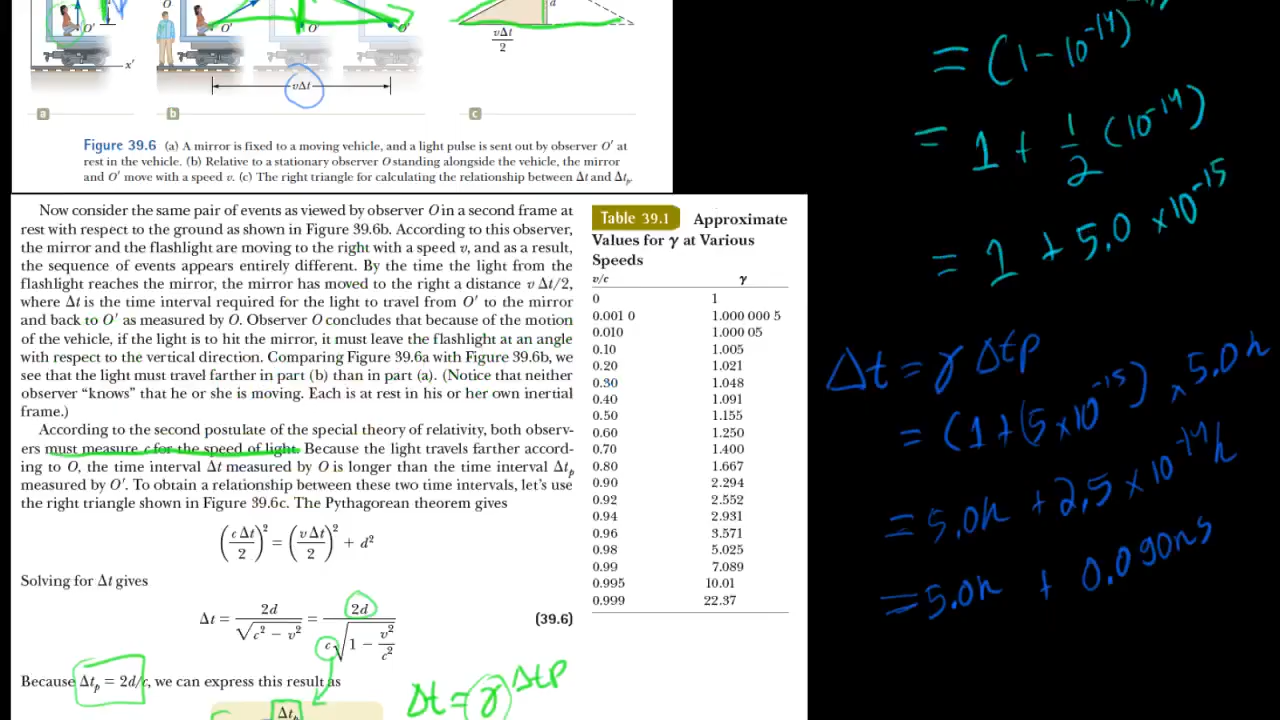 O
O′
O′
O
O′
d
x′
vΔt
vΔt
2
a
b
c
Figure 39.6 (a) A mirror is fixed to a moving vehicle, and a light pulse is sent out by observer O′ at
rest in the vehicle. (b) Relative to a stationary observer O standing alongside the vehicle, the mirror
and O′ move with a speed v. (c) The right triangle for calculating the relationship between Δt and Δtp.
Now consider the same pair of events as viewed by observer O in a second frame at
rest with respect to the ground as shown in Figure 39.6b. According to this observer,
the mirror and the flashlight are moving to the right with a speed v, and as a result,
the sequence of events appears entirely different. By the time the light from the
flashlight reaches the mirror, the mirror has moved to the right a distance v Δt/2,
where Δt is the time interval required for the light to travel from O′ to the mirror
and back to O′ as measured by O. Observer O concludes that because of the motion
of the vehicle, if the light is to hit the mirror, it must leave the flashlight at an angle
with respect to the vertical direction. Comparing Figure 39.6a with Figure 39.6b, we
see that the light must travel farther in part (b) than in part (a). (Notice that neither
observer “knows” that he or she is moving. Each is at rest in his or her own inertial
frame.)
According to the second postulate of the special theory of relativity, both observ-
ers must measure c for the speed of light. Because the light travels farther accord-
ing to O, the time interval Δt measured by O is longer than the time interval Δtp
measured by O′. To obtain a relationship between these two time intervals, let’s use
the right triangle shown in Figure 39.6c. The Pythagorean theorem gives
(c Δt / 2)² = (v Δt / 2)² + d²
Solving for Δt gives
Δt = 2d / √(c² − v²) = 2d / c√(1 − v²/c²) (39.6)
Because Δtp = 2d/c, we can express this result as
Δt = γ Δtp
Δtp
Table 39.1 Approximate
Values for γ at Various
Speeds
v/c γ
0 1
0.001 0 1.000 000 5
0.010 1.000 05
0.10 1.005
0.20 1.021
0.30 1.048
0.40 1.091
0.50 1.155
0.60 1.250
0.70 1.400
0.80 1.667
0.90 2.294
0.92 2.552
0.94 2.931
0.96 3.571
0.98 5.025
0.99 7.089
0.995 10.01
0.999 22.37
= (1 − 10⁻¹⁴)
= 1 + 1/2 (10⁻¹⁴)
= 1 + 5.0 × 10⁻¹⁵
Δt = γ Δtp
= (1 + (5 × 10⁻¹⁵) × 5.0h
= 5.0h + 2,5 × 10⁻¹⁴h
= 5.0h + 0.090ns